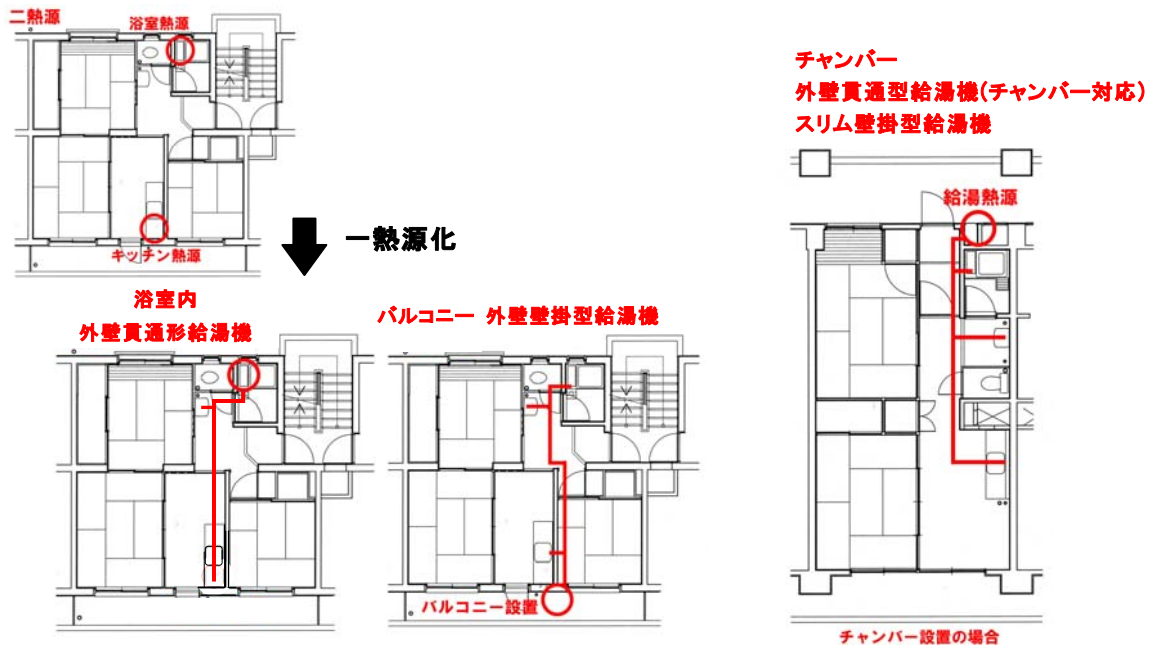 二熱源
浴室熱源
キッチン熱源
一熱源化
浴室内
外壁貫通形給湯機
バルコニー 外壁壁掛型給湯機
バルコニー設置
チャンバー
外壁貫通型給湯機(チャンバー対応)
スリム壁掛型給湯機
給湯熱源
チャンバー設置の場合